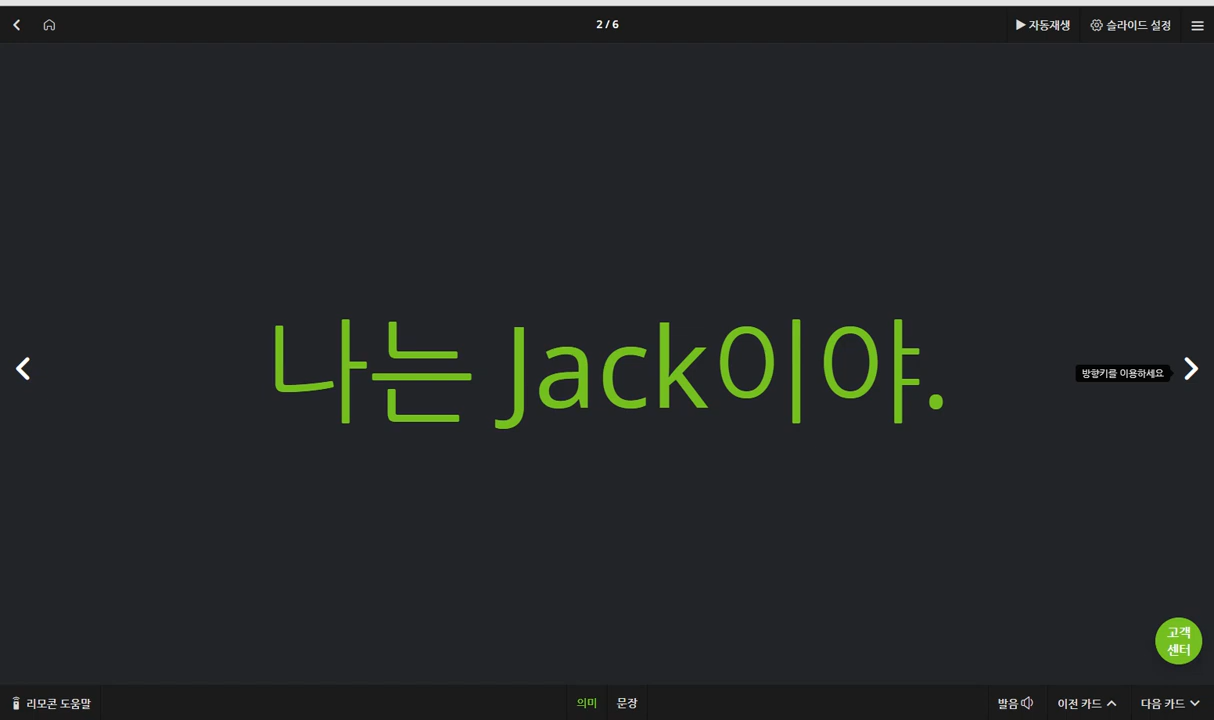 2 / 6
자동재생
슬라이드 설정
나는 Jack이야.
방향키를 이용하세요
고객
센터
리모콘 도움말
의미
문장
발음
이전 카드
다음 카드